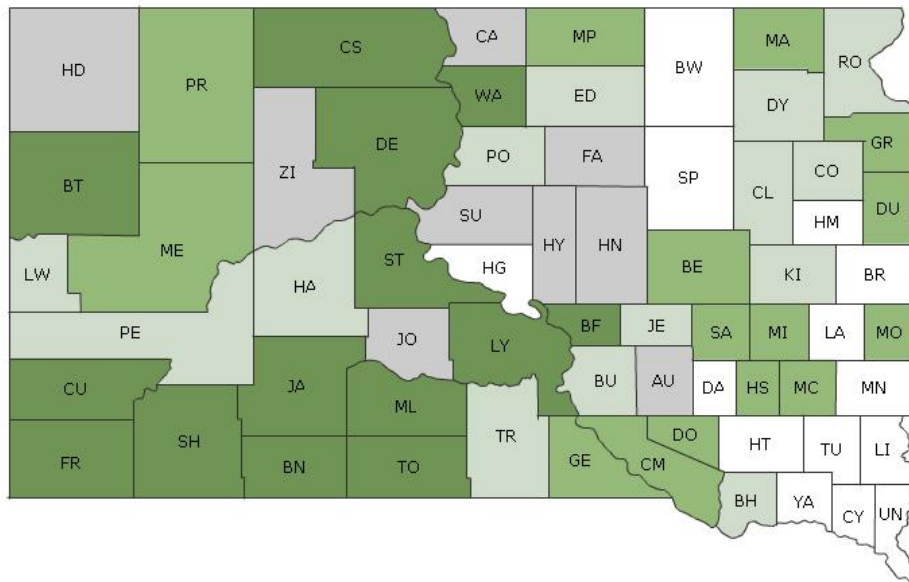 HD PR CS CA MP BW MA RO
WA ED DY
BT ZI DE PO FA SP CL CO GR
DU
ME SU HY HN HM
LW HA ST HG BE KI BR
PE JO LY BF JE SA MI LA MO
CU JA ML BU AU DA HS MC MN
FR SH BN TO TR GE CM DO HT TU LI
BH YA CY UN